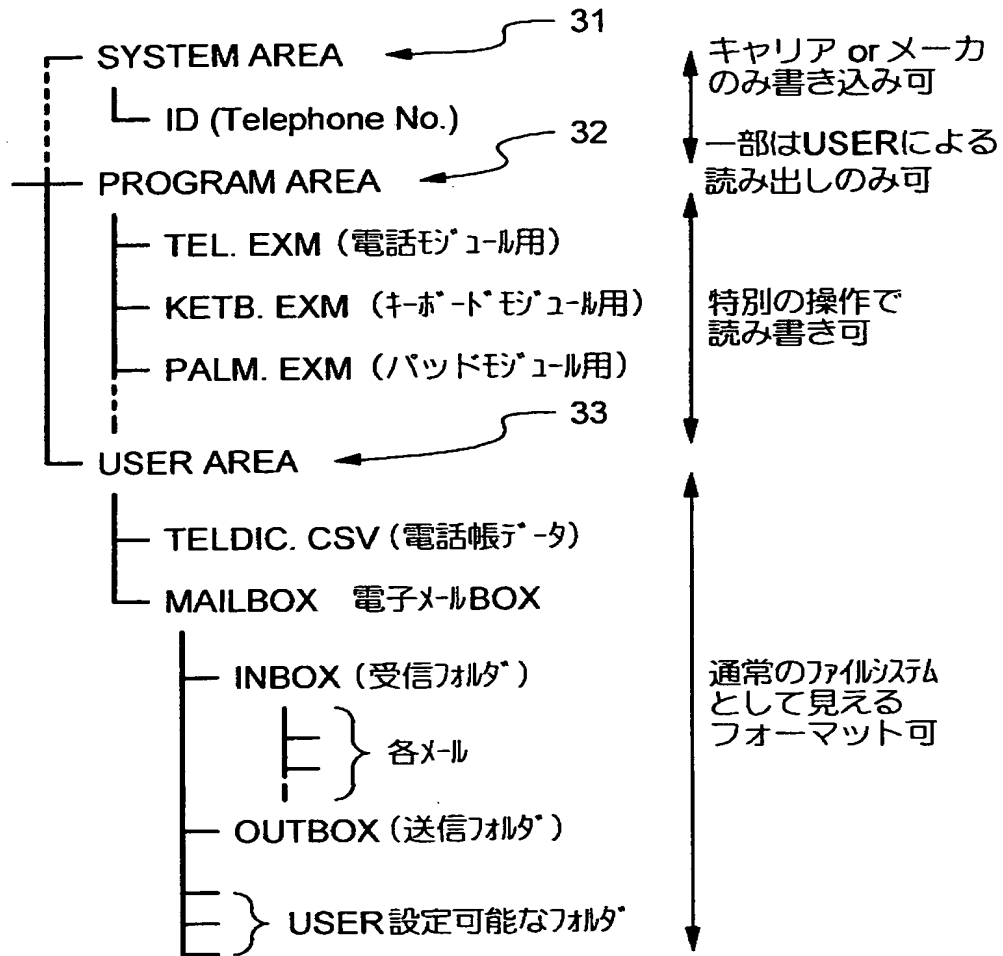 31
SYSTEM AREA
キャリア or メーカ
のみ書き込み可
ID (Telephone No.)
32
一部はUSERによる
読み出しのみ可
PROGRAM AREA
TEL. EXM (電話ﾓｼﾞｭｰﾙ用)
KETB. EXM (ｷｰﾎﾞｰﾄﾞﾓｼﾞｭｰﾙ用)
特別の操作で
読み書き可
PALM. EXM (パッドﾓｼﾞｭｰﾙ用)
33
USER AREA
TELDIC. CSV (電話帳ﾃﾞｰﾀ)
MAILBOX 電子ﾒｰﾙBOX
INBOX (受信ﾌｫﾙﾀﾞ)
通常のﾌｧｲﾙｼｽﾃﾑ
として見える
フォーマット可
各ﾒｰﾙ
OUTBOX (送信ﾌｫﾙﾀﾞ)
USER設定可能なﾌｫﾙﾀﾞ